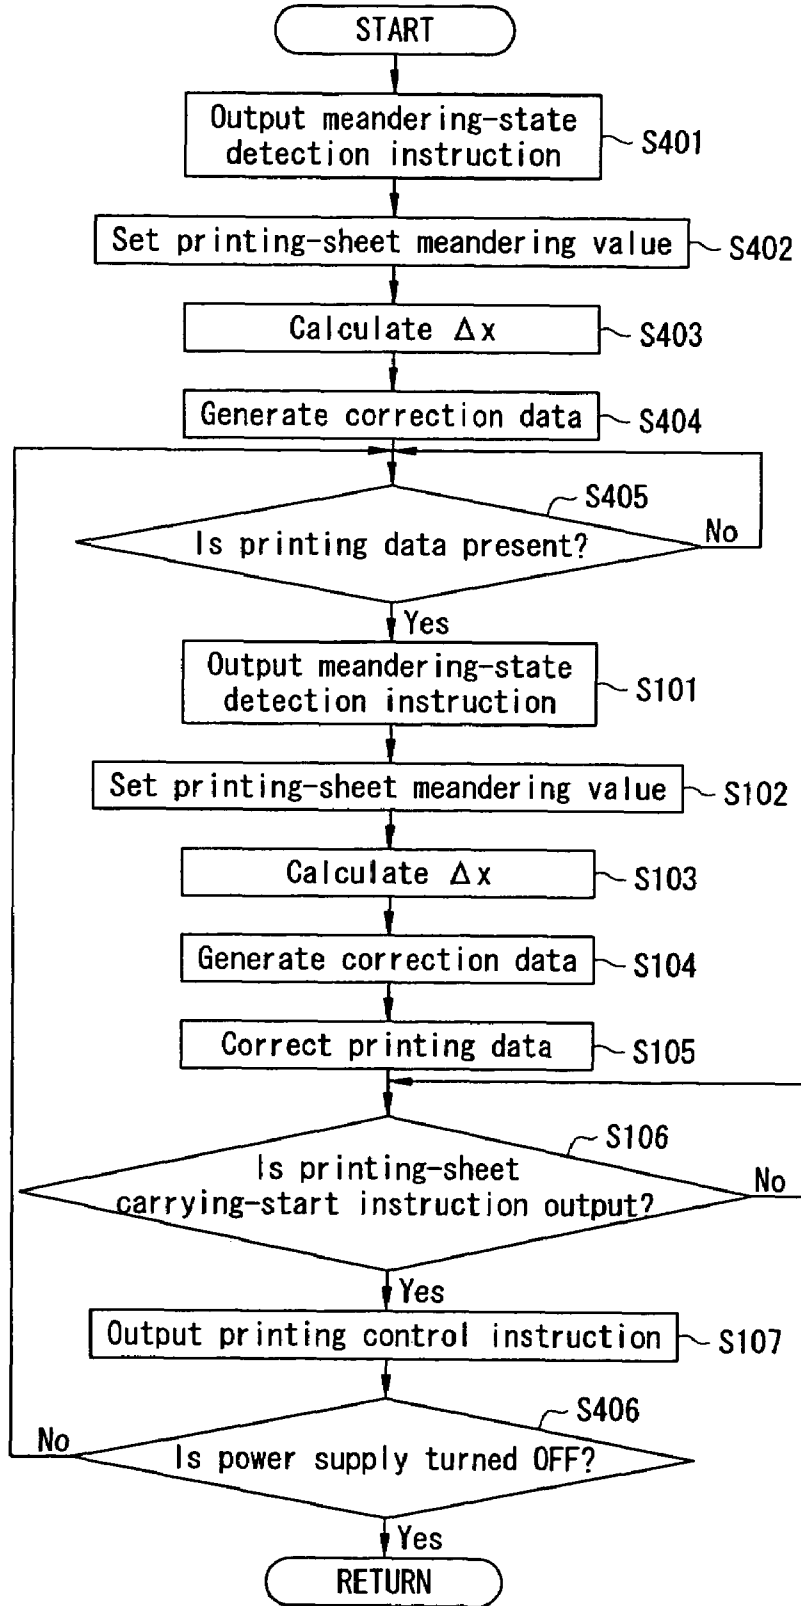 START
Output meandering-state
detection instruction
S401
Set printing-sheet meandering value
S402
Calculate Δx
S403
Generate correction data
S404
S405
Is printing data present?
No
Yes
Output meandering-state
detection instruction
S101
Set printing-sheet meandering value
S102
Calculate Δx
S103
Generate correction data
S104
Correct printing data
S105
S106
Is printing-sheet
carrying-start instruction output?
No
Yes
Output printing control instruction
S107
S406
No
Is power supply turned OFF?
Yes
RETURN